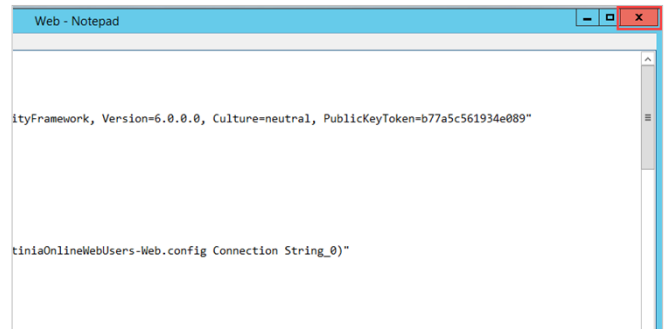 Web - Notepad
ityFramework, Version=6.0.0.0, Culture=neutral, PublicKeyToken=b77a5c561934e089"
tiniaOnlineWebUsers-Web.config Connection String_0)"